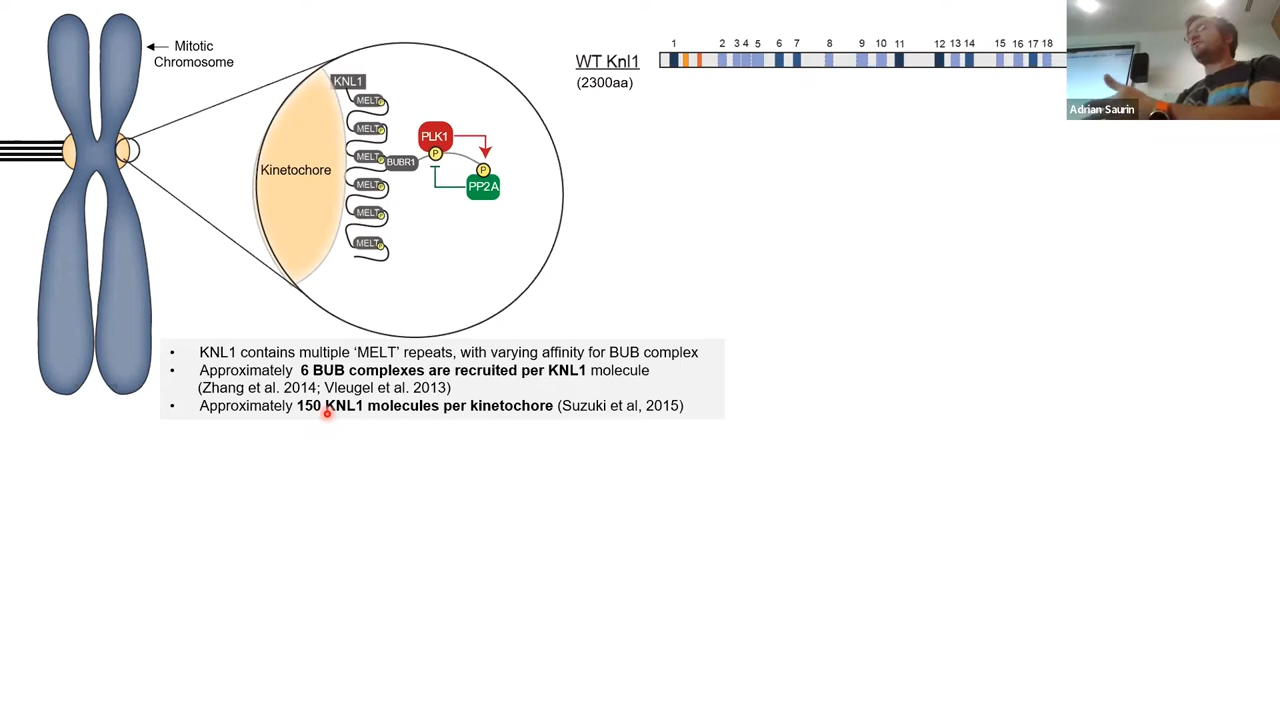 Mitotic
Chromosome
KNL1
MELT P
MELT P
MELT P
MELT P
MELT P
MELT P
Kinetochore
BUBR1
PLK1
P
P
PP2A
WT Knl1
(2300aa)
1 2 3 4 5 6 7 8 9 10 11 12 13 14 15 16 17 18
Adrian Saurin
• KNL1 contains multiple ‘MELT’ repeats, with varying affinity for BUB complex
• Approximately 6 BUB complexes are recruited per KNL1 molecule
(Zhang et al. 2014; Vleugel et al. 2013)
• Approximately 150 KNL1 molecules per kinetochore (Suzuki et al, 2015)